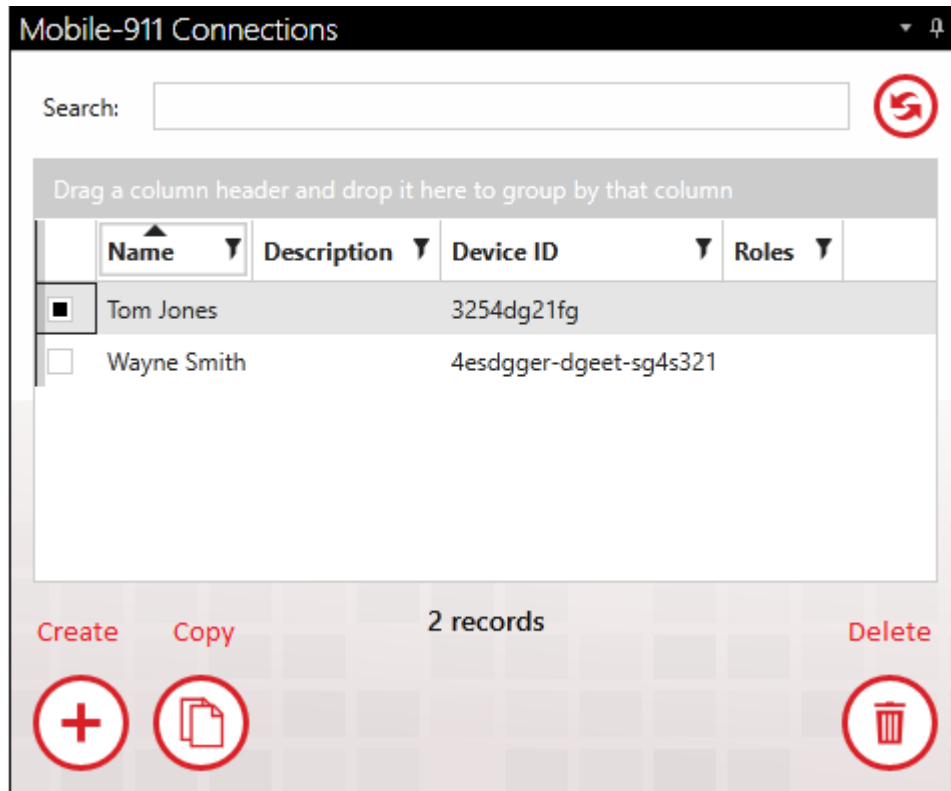 Mobile-911 Connections
Search:
Drag a column header and drop it here to group by that column
Name Description Device ID Roles
Tom Jones 3254dg21fg
Wayne Smith 4esdgger-dgeet-sg4s321
2 records
Create Copy Delete